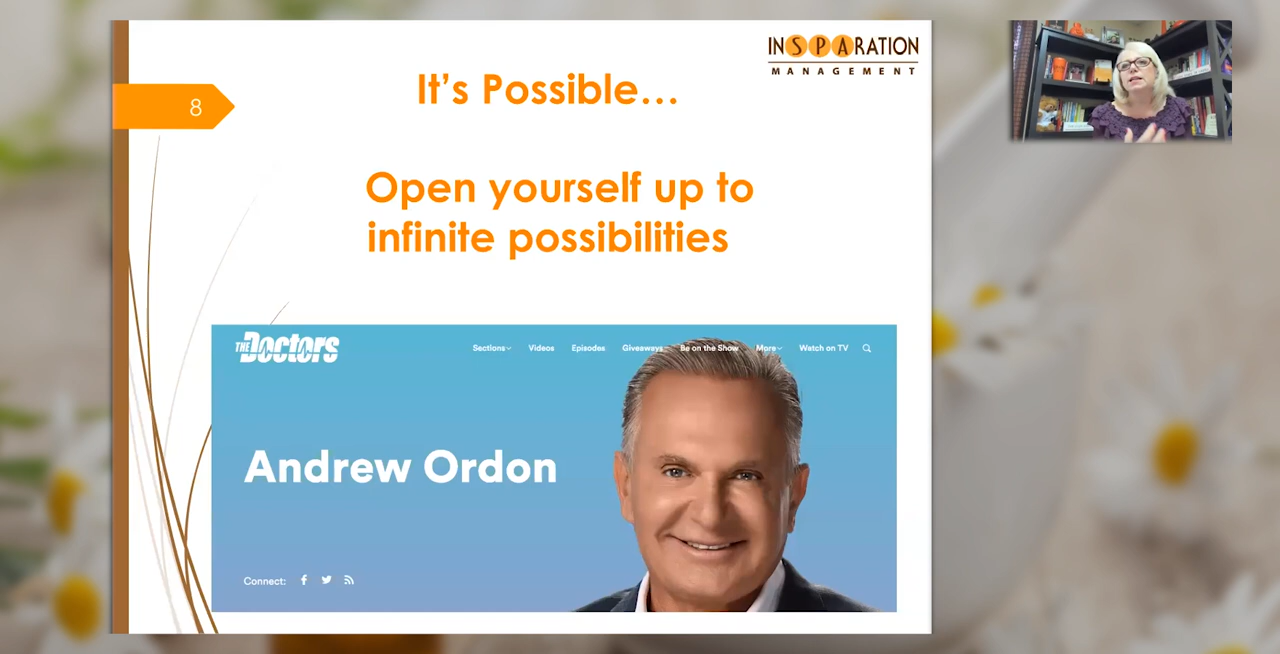 8
It's Possible...
INSPARATION
MANAGEMENT
Open yourself up to
infinite possibilities
THE Doctors
Sections Videos Episodes Giveaways Be on the Show More Watch on TV
Andrew Ordon
Connect: